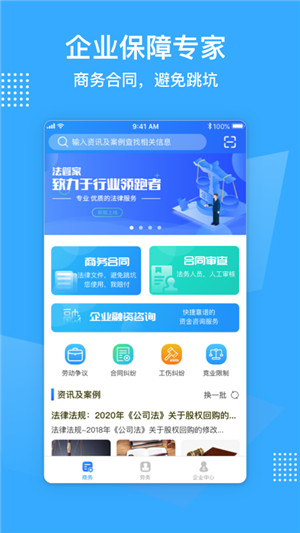 企业保障专家
商务合同，避免跳坑
9:41 AM
100%
输入资讯及案例查找相关信息
法管家
致力于行业领跑者
专业 优质的法律服务
商务合同
法律文件、避免跳坑
您使用，我赔付
合同审查
法务人员，人工审核
企业融资咨询
快捷靠谱的
资金咨询服务
劳动争议
合同纠纷
工伤纠纷
竞业限制
资讯及案例
换一批
法律法规：2020年《公司法》关于股权回购的...
法律法规-2018年《公司法》关于股权回购的修改...
商务
劳务
企业中心